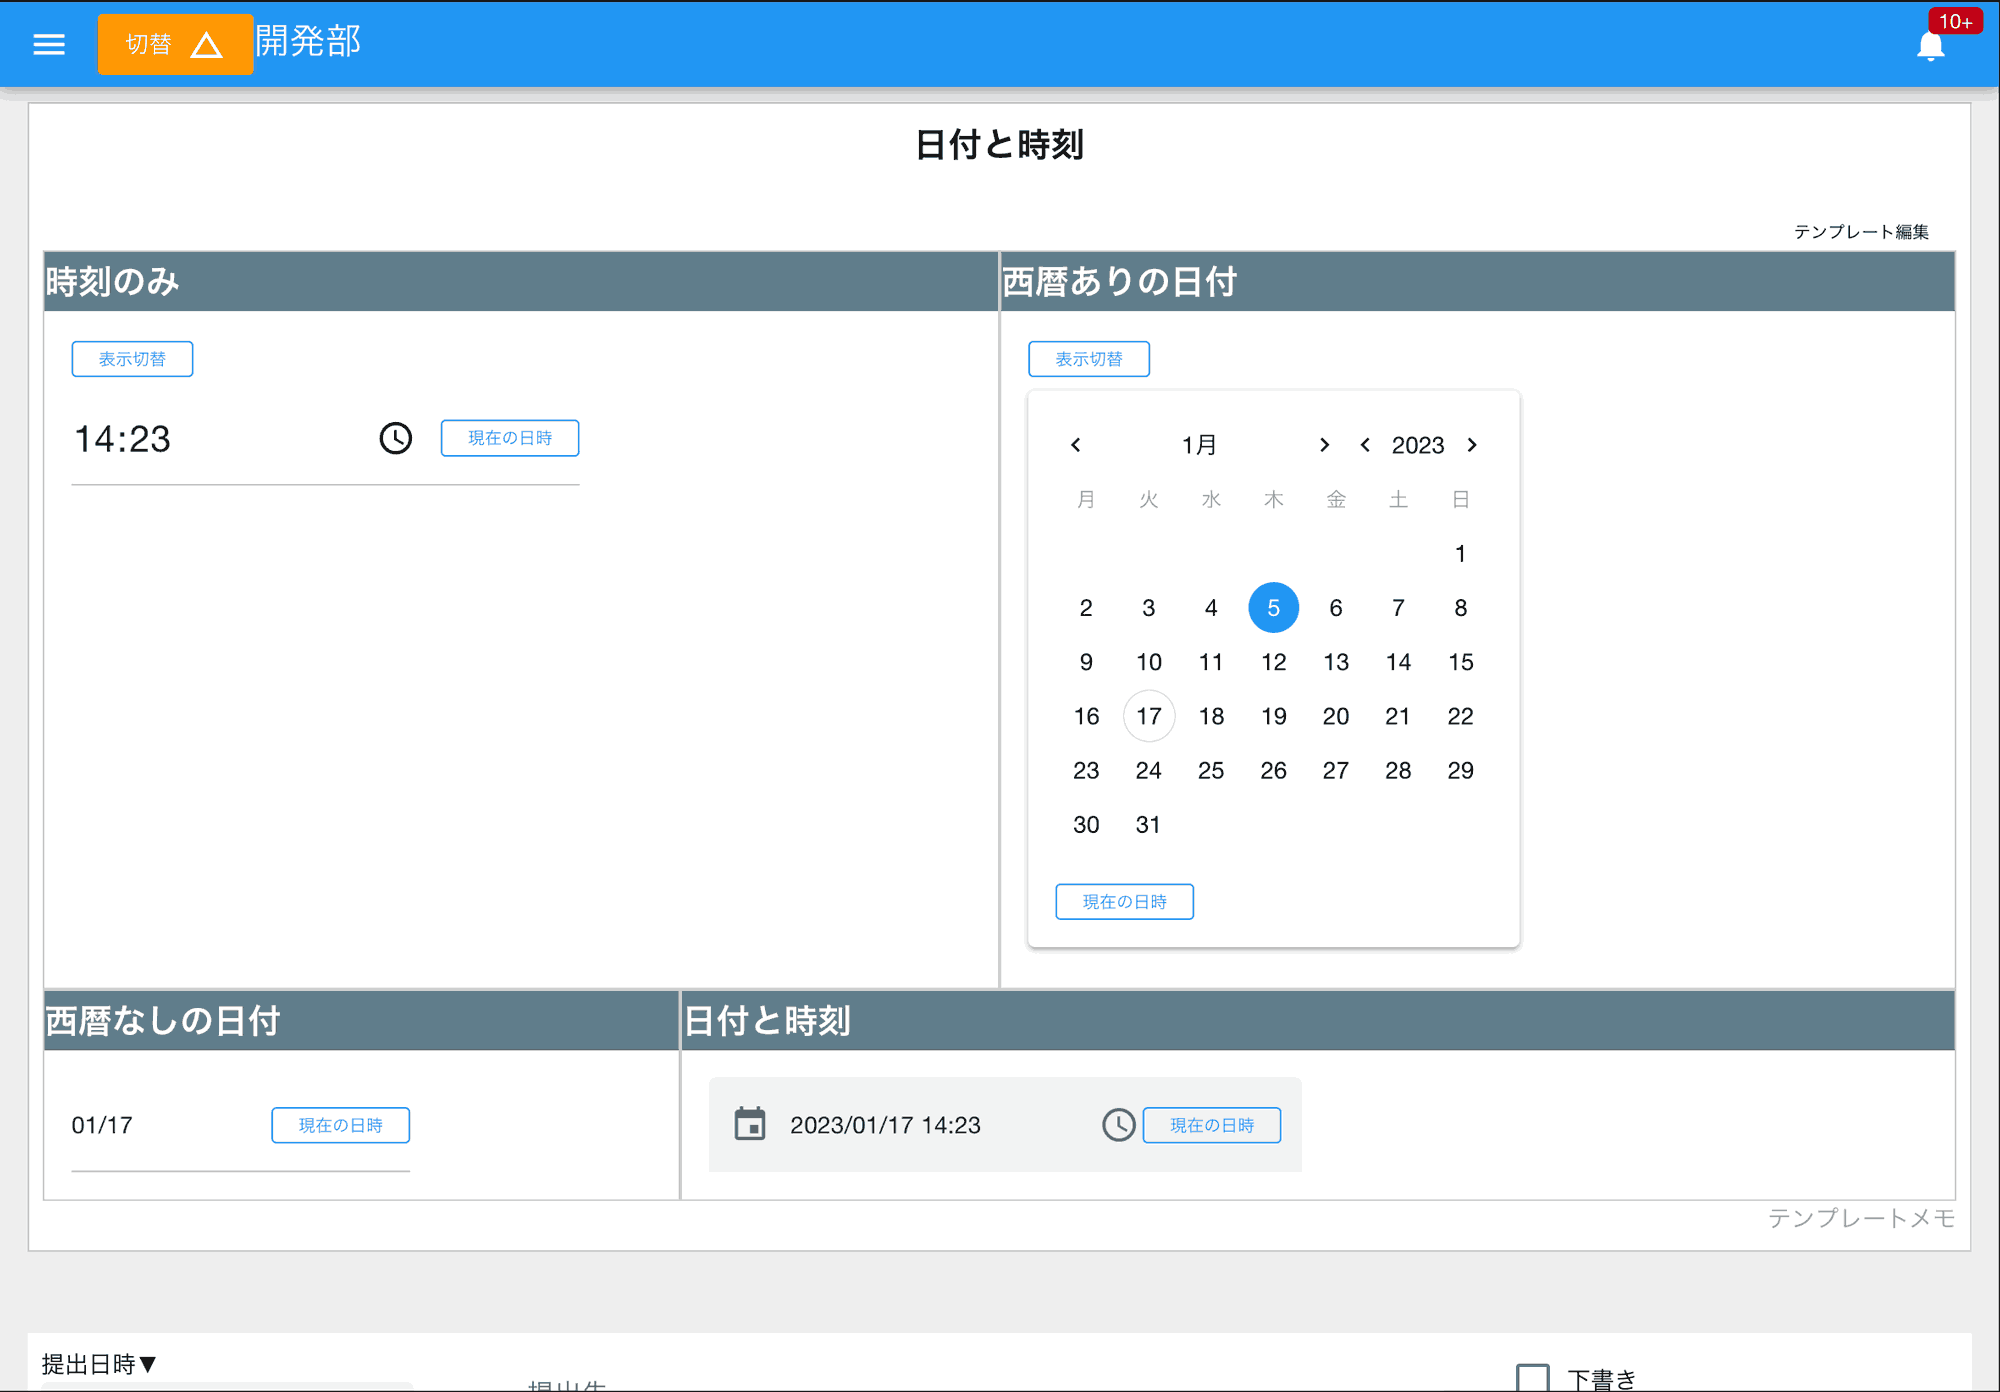 切替 開発部
10+
日付と時刻
テンプレート編集
時刻のみ
西暦ありの日付
表示切替
14:23
現在の日時
表示切替
1月
2023
月 火 水 木 金 土 日
1
2 3 4 5 6 7 8
9 10 11 12 13 14 15
16 17 18 19 20 21 22
23 24 25 26 27 28 29
30 31
現在の日時
西暦なしの日付
日付と時刻
01/17
現在の日時
2023/01/17 14:23
現在の日時
テンプレートメモ
提出日時▼
提出先
下書き